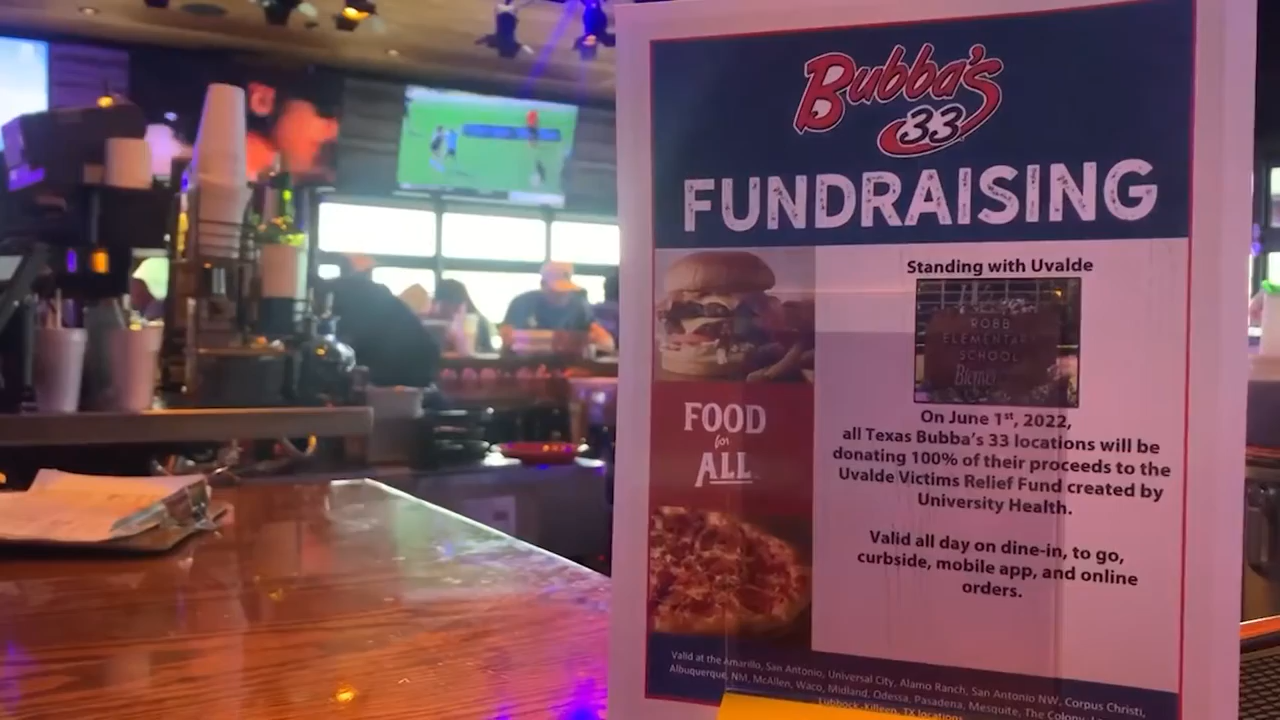 Bubba's
33
FUNDRAISING
Standing with Uvalde
ROBB
ELEMENTARY
SCHOOL
FOOD
for
ALL
On June 1st, 2022,
all Texas Bubba's 33 locations will be
donating 100% of their proceeds to the
Uvalde Victims Relief Fund created by
University Health.
Valid all day on dine-in, to go,
curbside, mobile app, and online
orders.
Valid at the Amarillo, San Antonio, Universal City, Alamo Ranch, San Antonio NW, Corpus Christi,
Albuquerque, NM, McAllen, Waco, Midland, Odessa, Pasadena, Mesquite, The Colony,
Lubbock, Killeen, TX locations